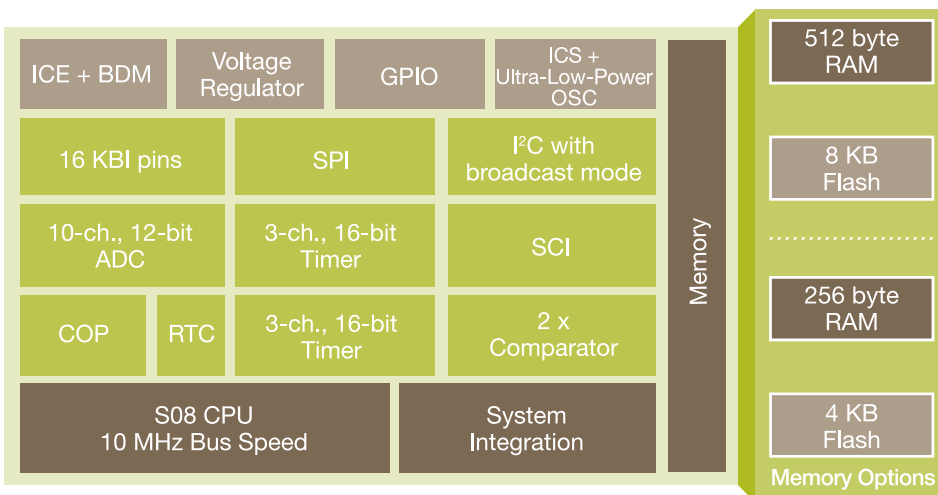 ICE + BDM
Voltage
Regulator
GPIO
ICS +
Ultra-Low-Power
OSC
16 KBI pins
SPI
I²C with
broadcast mode
10-ch., 12-bit
ADC
3-ch., 16-bit
Timer
SCI
COP
RTC
3-ch., 16-bit
Timer
2 x
Comparator
S08 CPU
10 MHz Bus Speed
System
Integration
Memory
512 byte
RAM
8 KB
Flash
256 byte
RAM
4 KB
Flash
Memory Options